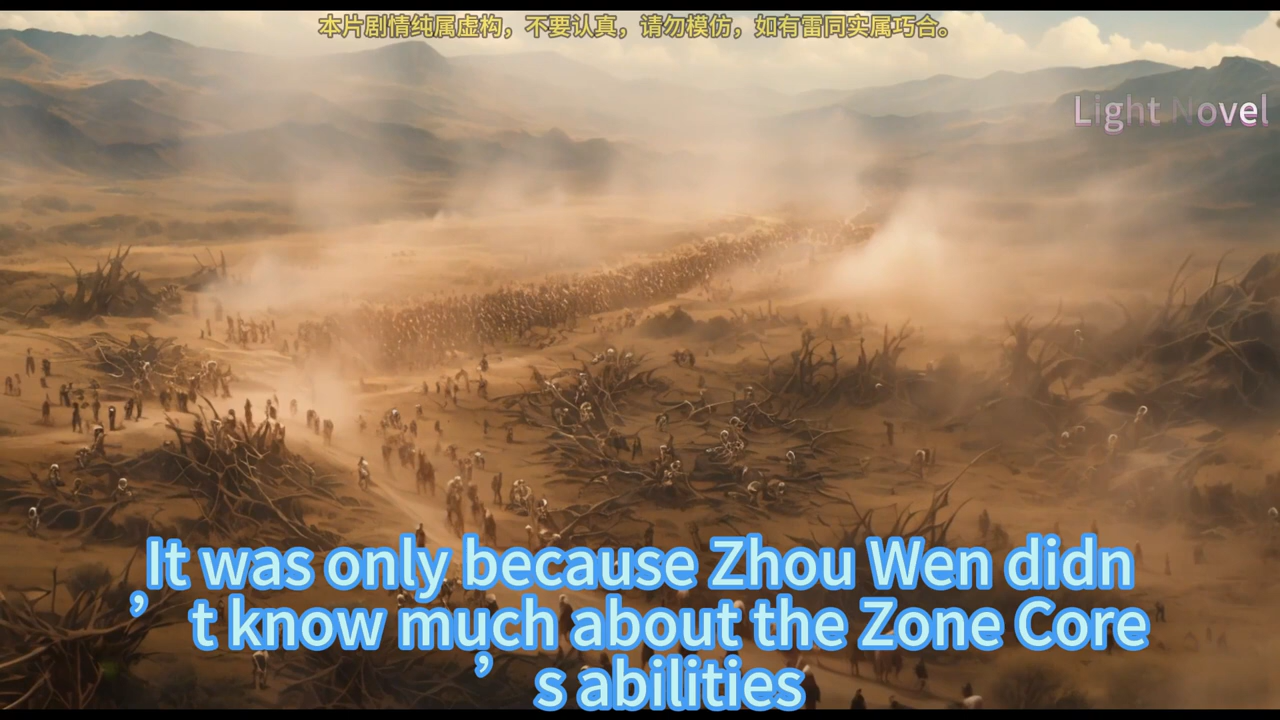 本片剧情纯属虚构，不要认真，请勿模仿，如有雷同实属巧合。
Light Novel
It was only because Zhou Wen didn
’t know much about the Zone Core
’s abilities